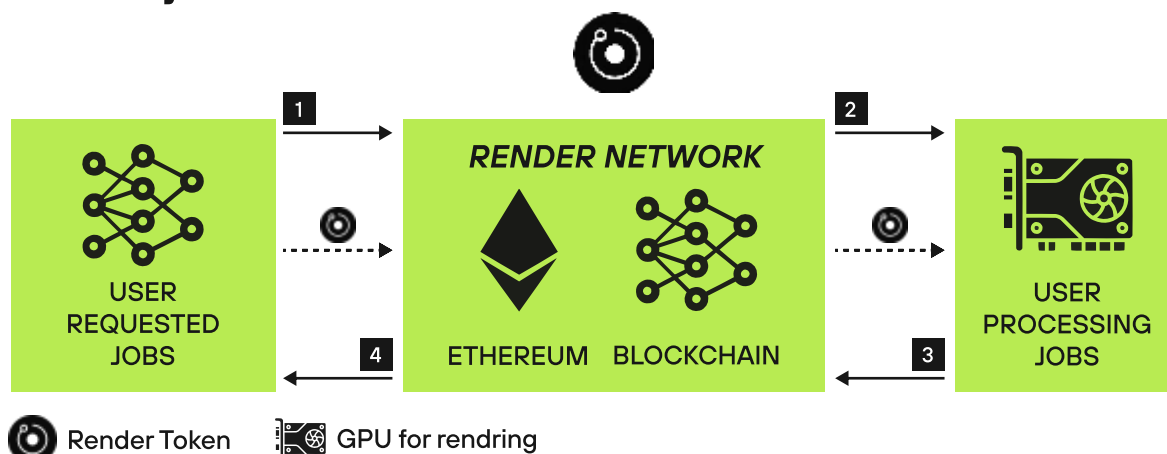 1
2
RENDER NETWORK
USER
REQUESTED
JOBS
ETHEREUM
BLOCKCHAIN
USER
PROCESSING
JOBS
4
3
Render Token
GPU for rendring